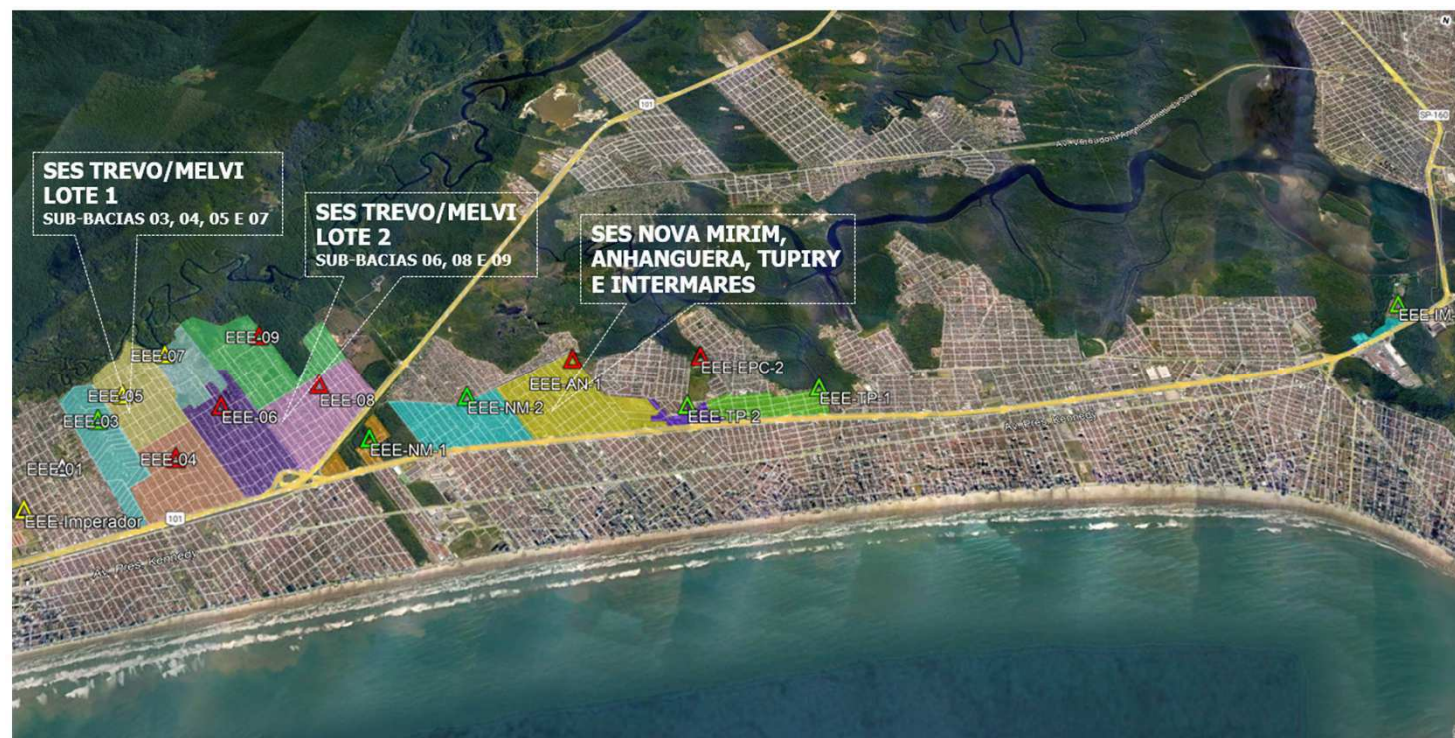 N
101
SP-160
SES TREVO/MELVI
LOTE 1
SUB-BACIAS 03, 04, 05 E 07
SES TREVO/MELVI
LOTE 2
SUB-BACIAS 06, 08 E 09
SES NOVA MIRIM,
ANHANGUERA, TUPIRY
E INTERMARES
EEE-IM-
EEE-09
EEE-07
EEE-EPC-2
EEE-AN-1
EEE-05
EEE-08
EEE-NM-2
EEE-TP-1
EEE-03
EEE-06
EEE-TP-2
Av. Pres. Kennedy
EEE-NM-1
EEE-04
EEE-01
EEE-Imperador
101
Av. Pres. Kennedy